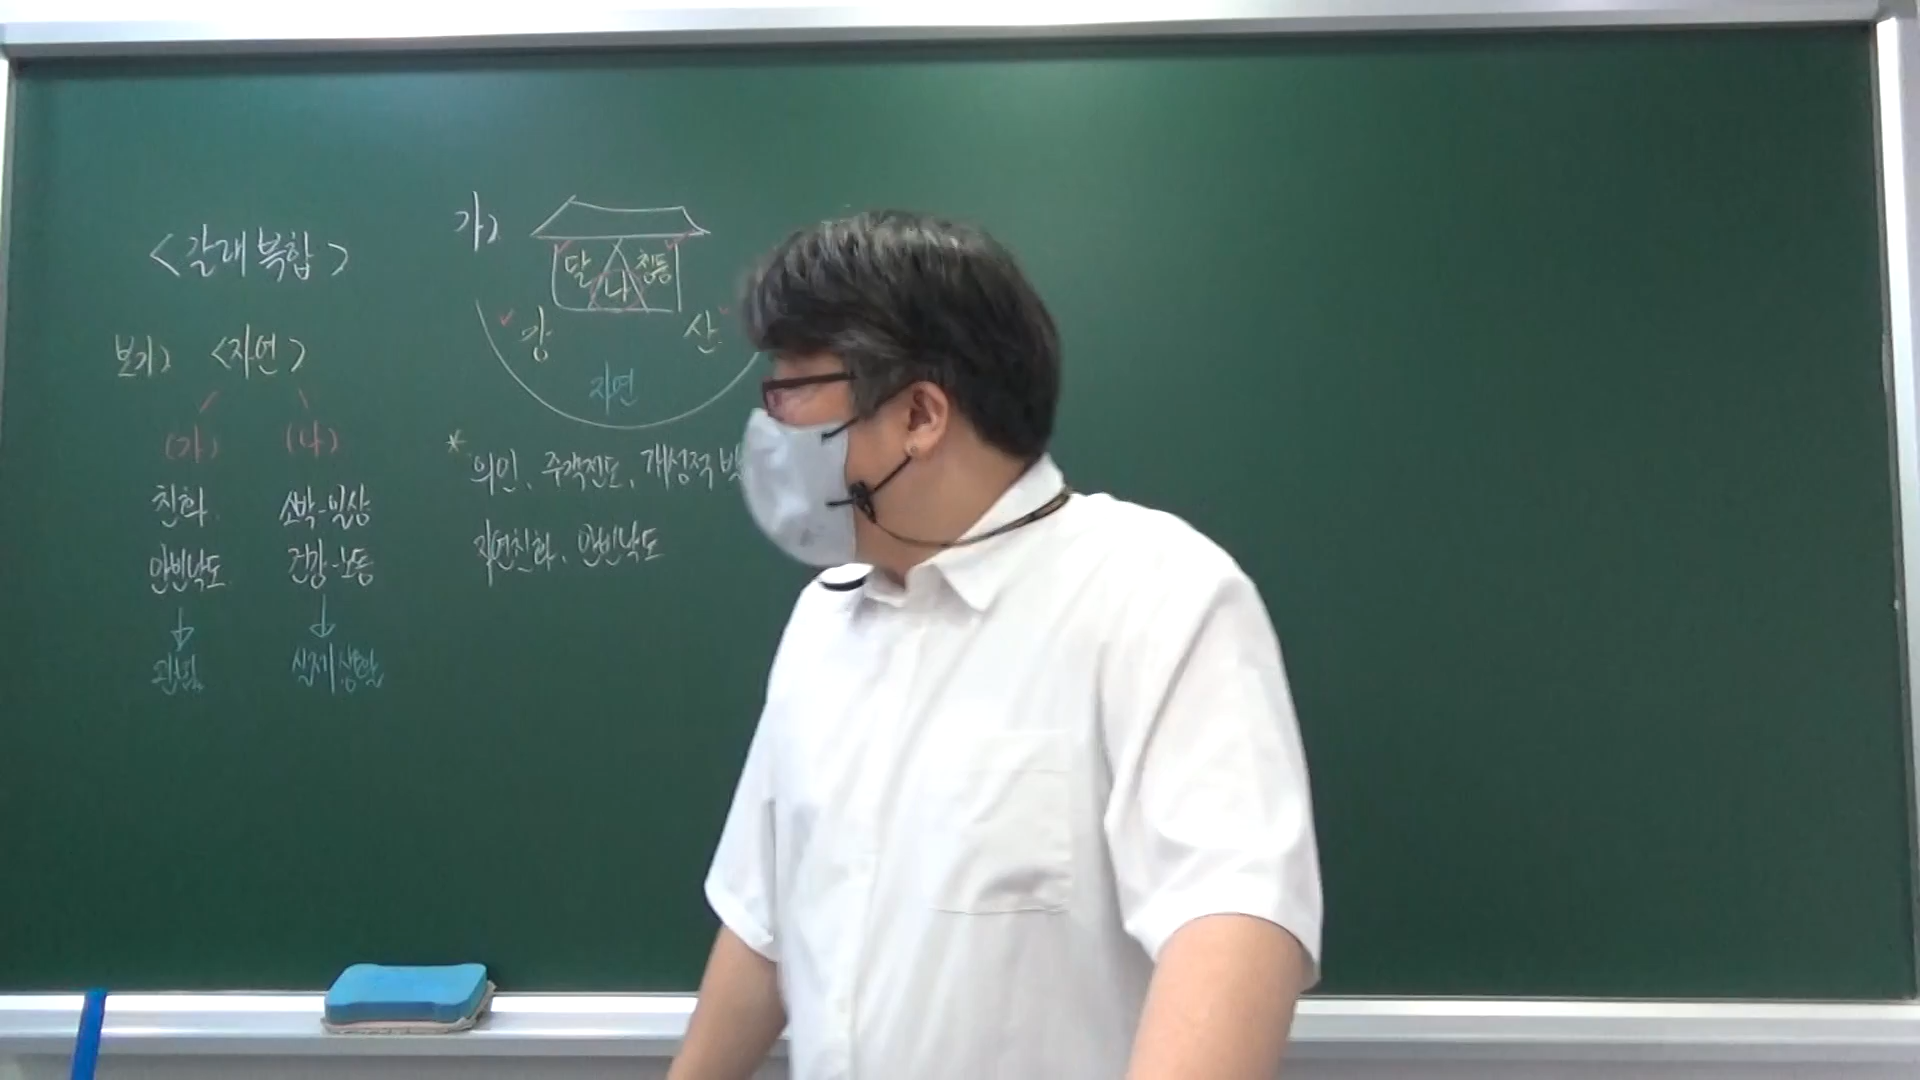 <갈래 복합>
보기) <자연>
(가) (나)
친화 소박-일상
안빈낙도 건강-노동
↓ ↓
관념 실제 생활
가)
달 나 청풍
강 산
자연
* 의인, 주객전도, 개성적
자연친화, 안빈낙도